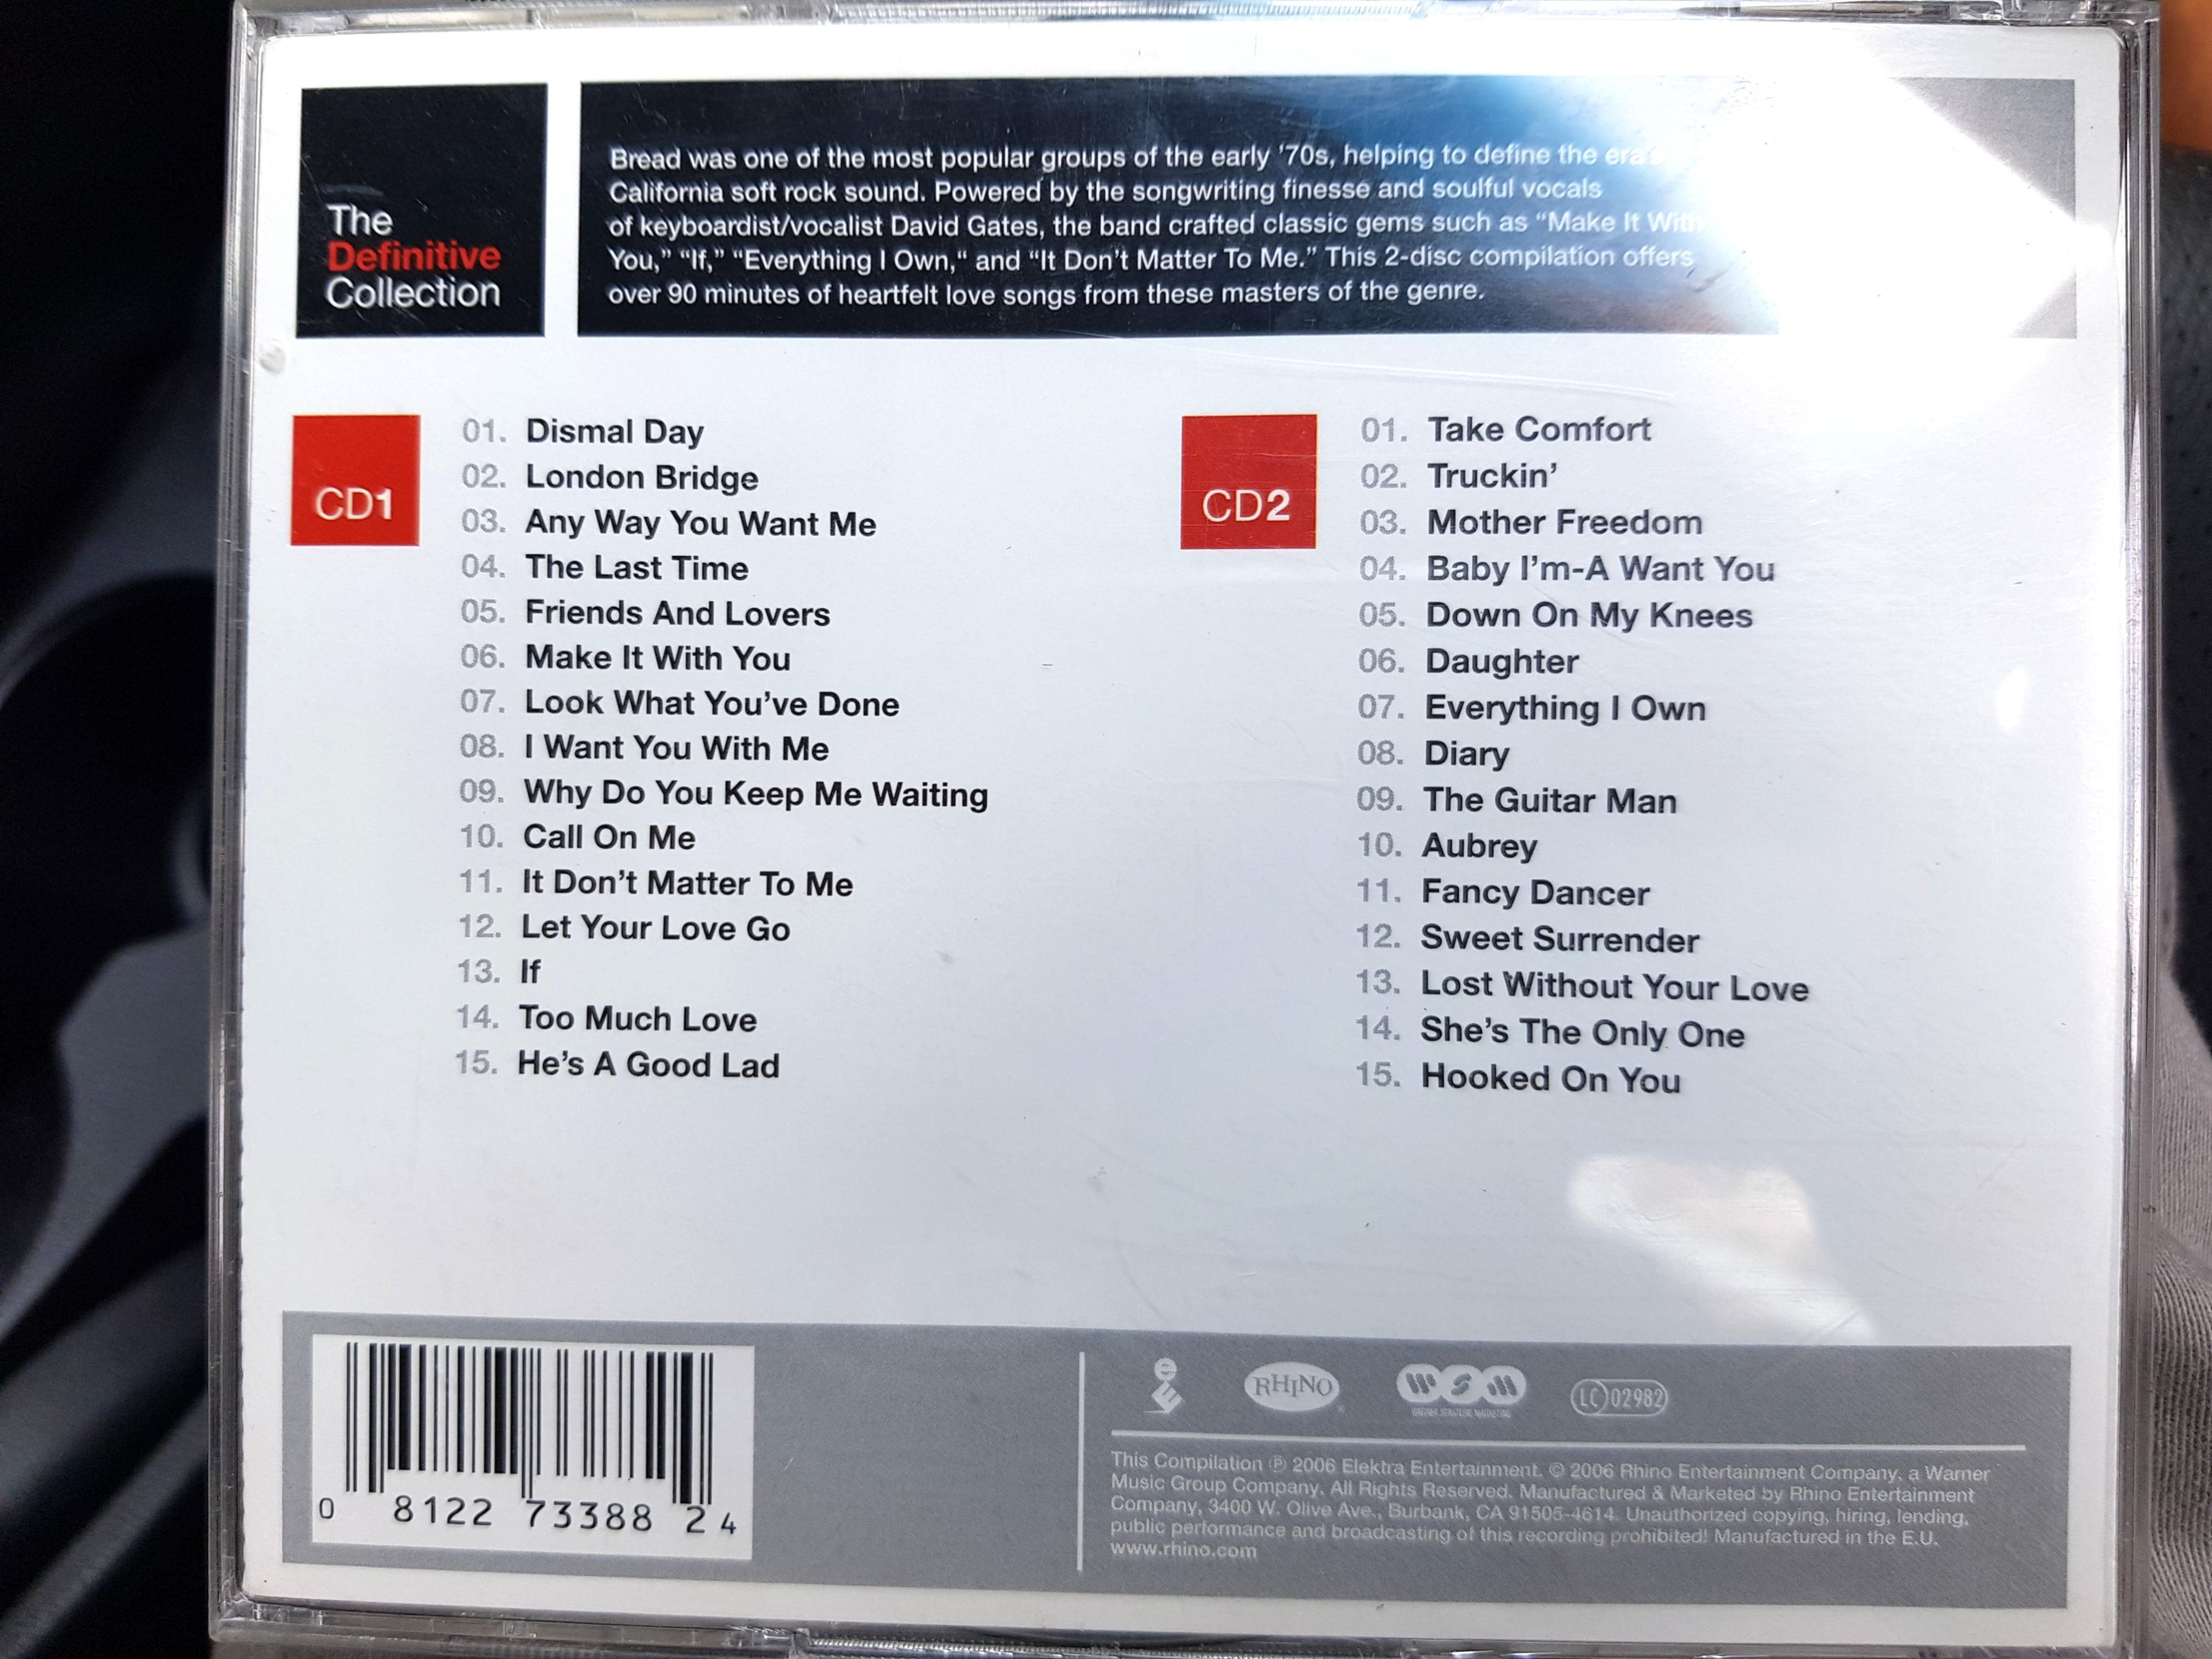 The
Definitive
Collection
Bread was one of the most popular groups of the early '70s, helping to define the era's
California soft rock sound. Powered by the songwriting finesse and soulful vocals
of keyboardist/vocalist David Gates, the band crafted classic gems such as “Make It With
You,” “If,” “Everything I Own,“ and “It Don't Matter To Me.” This 2-disc compilation offers
over 90 minutes of heartfelt love songs from these masters of the genre.
CD1
01. Dismal Day
02. London Bridge
03. Any Way You Want Me
04. The Last Time
05. Friends And Lovers
06. Make It With You
07. Look What You've Done
08. I Want You With Me
09. Why Do You Keep Me Waiting
10. Call On Me
11. It Don't Matter To Me
12. Let Your Love Go
13. If
14. Too Much Love
15. He's A Good Lad
CD2
01. Take Comfort
02. Truckin'
03. Mother Freedom
04. Baby I'm-A Want You
05. Down On My Knees
06. Daughter
07. Everything I Own
08. Diary
09. The Guitar Man
10. Aubrey
11. Fancy Dancer
12. Sweet Surrender
13. Lost Without Your Love
14. She's The Only One
15. Hooked On You
0 8122 73388 2 4
e RHINO ® WSM LC 02982
WARNER STRATEGIC MARKETING
This Compilation ℗ 2006 Elektra Entertainment. © 2006 Rhino Entertainment Company, a Warner
Music Group Company. All Rights Reserved. Manufactured & Marketed by Rhino Entertainment
Company, 3400 W. Olive Ave., Burbank, CA 91505-4614. Unauthorized copying, hiring, lending,
public performance and broadcasting of this recording prohibited! Manufactured in the E.U.
www.rhino.com